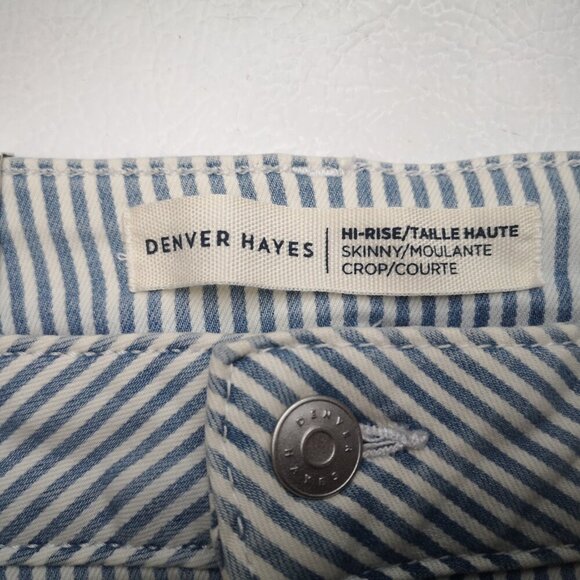 DENVER HAYES
HI-RISE/TAILLE HAUTE
SKINNY/MOULANTE
CROP/COURTE
DENVER
HAYES